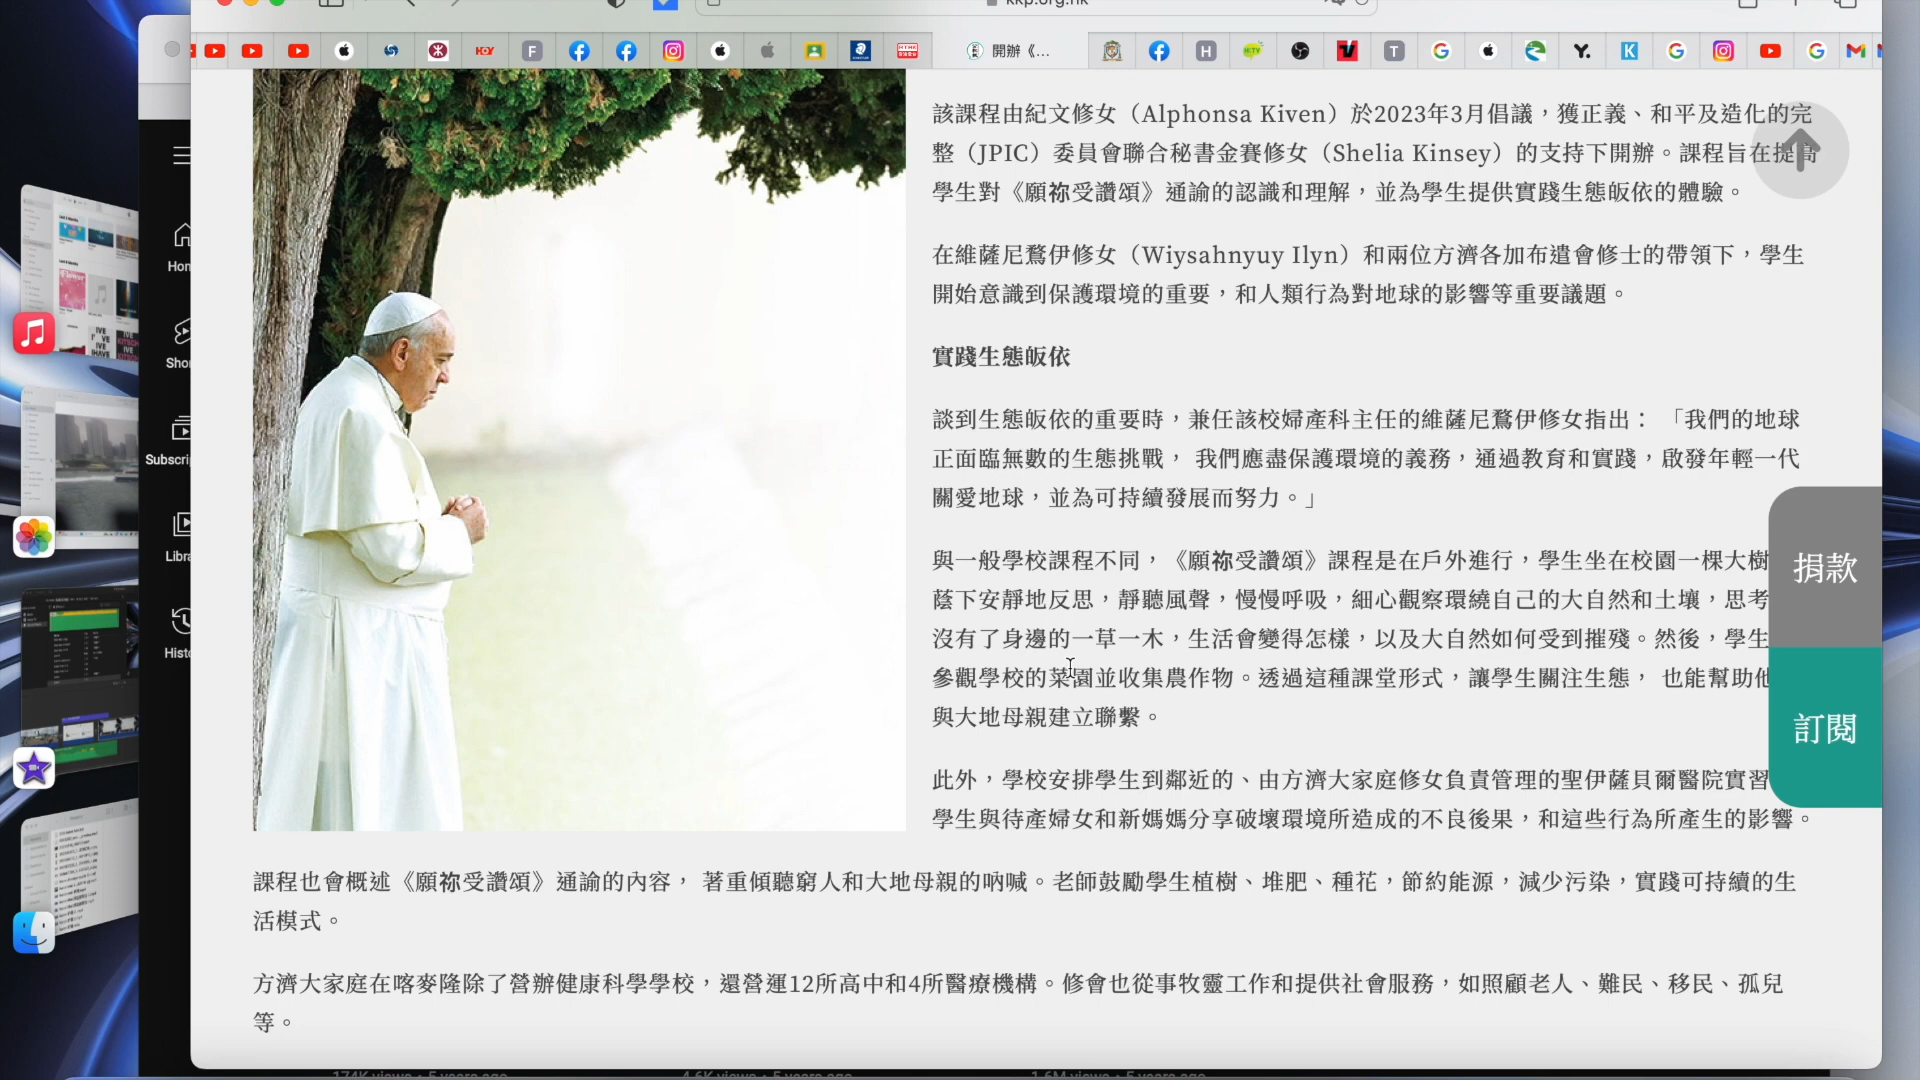 kkp.org.hk
開辦《...
該課程由紀文修女（Alphonsa Kiven）於2023年3月倡議，獲正義、和平及造化的完
整（JPIC）委員會聯合秘書金賽修女（Shelia Kinsey）的支持下開辦。課程旨在提高
學生對《願祢受讚頌》通諭的認識和理解，並為學生提供實踐生態皈依的體驗。
在維薩尼鶩伊修女（Wiysahnyuy Ilyn）和兩位方濟各加布遣會修士的帶領下，學生
開始意識到保護環境的重要，和人類行為對地球的影響等重要議題。
實踐生態皈依
談到生態皈依的重要時，兼任該校婦產科主任的維薩尼鶩伊修女指出： 「我們的地球
正面臨無數的生態挑戰， 我們應盡保護環境的義務，通過教育和實踐，啟發年輕一代
關愛地球，並為可持續發展而努力。」
與一般學校課程不同，《願祢受讚頌》課程是在戶外進行，學生坐在校園一棵大樹
蔭下安靜地反思，靜聽風聲，慢慢呼吸，細心觀察環繞自己的大自然和土壤，思考
沒有了身邊的一草一木，生活會變得怎樣，以及大自然如何受到摧殘。然後，學生
參觀學校的菜園並收集農作物。透過這種課堂形式，讓學生關注生態， 也能幫助他
與大地母親建立聯繫。
此外，學校安排學生到鄰近的、由方濟大家庭修女負責管理的聖伊薩貝爾醫院實習
學生與待產婦女和新媽媽分享破壞環境所造成的不良後果，和這些行為所產生的影響。
課程也會概述《願祢受讚頌》通諭的內容， 著重傾聽窮人和大地母親的吶喊。老師鼓勵學生植樹、堆肥、種花，節約能源，減少污染，實踐可持續的生
活模式。
方濟大家庭在喀麥隆除了營辦健康科學學校，還營運12所高中和4所醫療機構。修會也從事牧靈工作和提供社會服務，如照顧老人、難民、移民、孤兒
等。
捐款
訂閱
Hom
Shor
Subscrip
Libra
Histo
174K views • 5 years ago
4.6K views • 5 years ago
1.6M views • 5 years ago